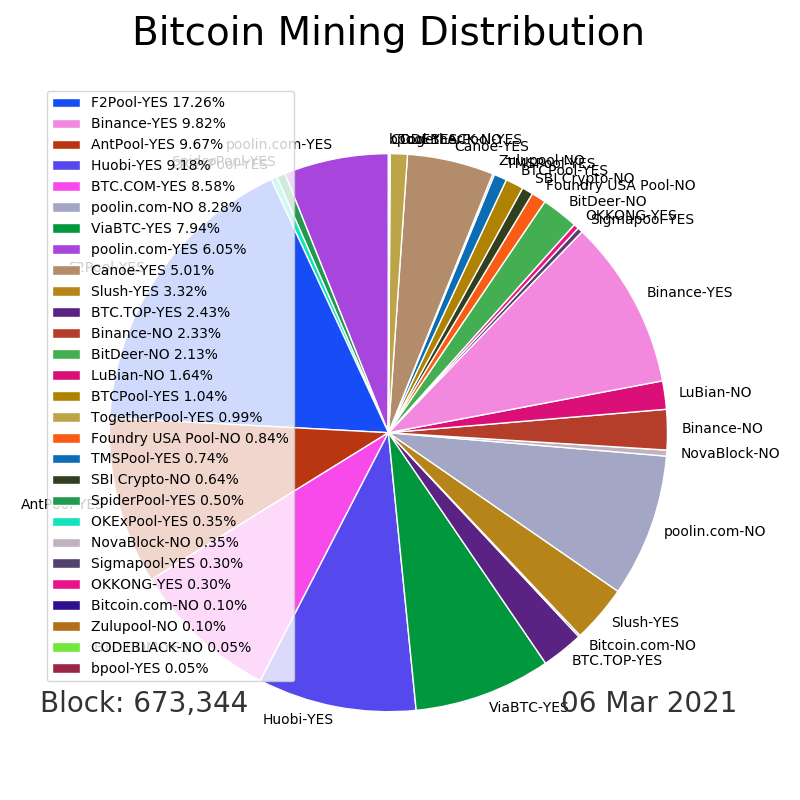 Bitcoin Mining Distribution
F2Pool-YES 17.26%
Binance-YES 9.82%
AntPool-YES 9.67%
Huobi-YES 9.18%
BTC.COM-YES 8.58%
poolin.com-NO 8.28%
ViaBTC-YES 7.94%
poolin.com-YES 6.05%
Canoe-YES 5.01%
Slush-YES 3.32%
BTC.TOP-YES 2.43%
Binance-NO 2.33%
BitDeer-NO 2.13%
LuBian-NO 1.64%
BTCPool-YES 1.04%
TogetherPool-YES 0.99%
Foundry USA Pool-NO 0.84%
TMSPool-YES 0.74%
SBI Crypto-NO 0.64%
SpiderPool-YES 0.50%
OKExPool-YES 0.35%
NovaBlock-NO 0.35%
Sigmapool-YES 0.30%
OKKONG-YES 0.30%
Bitcoin.com-NO 0.10%
Zulupool-NO 0.10%
CODEBLOCK-NO 0.05%
bpool-YES 0.05%
poolin.com-YES
SpiderPool-YES
F2Pool-YES
AntPool-YES
Huobi-YES
Canoe-YES
Zulupool-NO
TMSPool-YES
BTCPool-YES
SBI Crypto-NO
Foundry USA Pool-NO
BitDeer-NO
OKKONG-YES
Sigmapool-YES
Binance-YES
LuBian-NO
Binance-NO
NovaBlock-NO
poolin.com-NO
Slush-YES
Bitcoin.com-NO
BTC.TOP-YES
ViaBTC-YES
Block: 673,344
06 Mar 2021